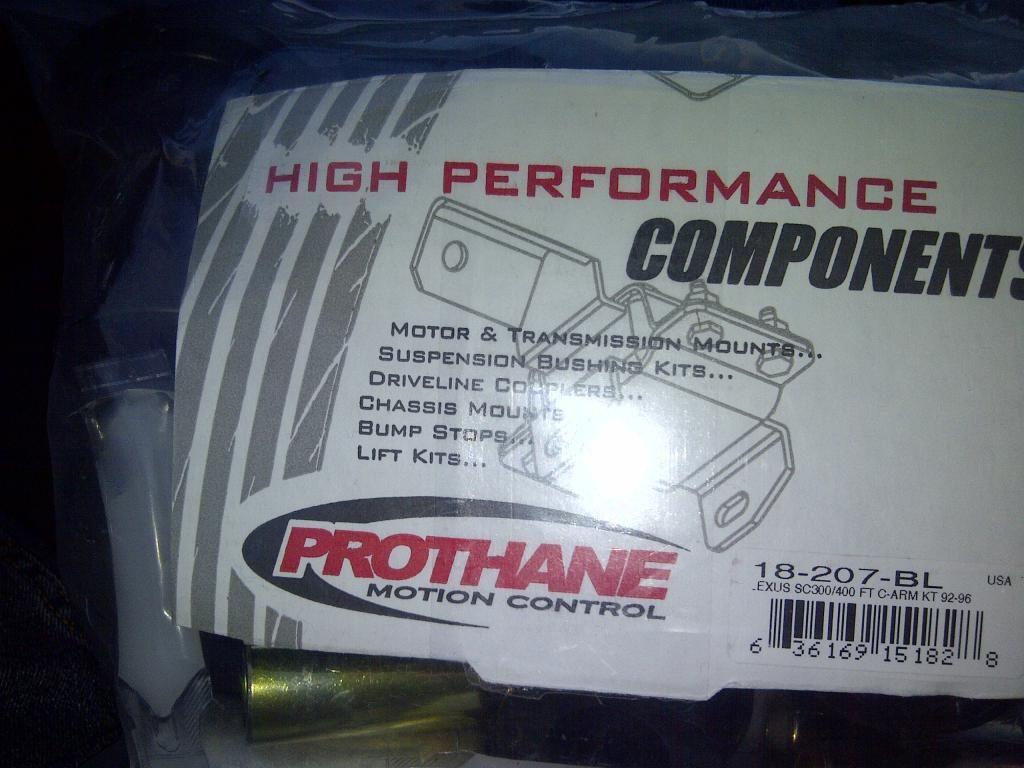 HIGH PERFORMANCE
COMPONENTS
MOTOR & TRANSMISSION MOUNTS...
SUSPENSION BUSHING KITS...
DRIVELINE COUPLERS...
CHASSIS MOUNTS
BUMP STOPS...
LIFT KITS...
PROTHANE
MOTION CONTROL
18-207-BL USA
LEXUS SC300/400 FT C-ARM KT 92-96
6 36169 15182 8